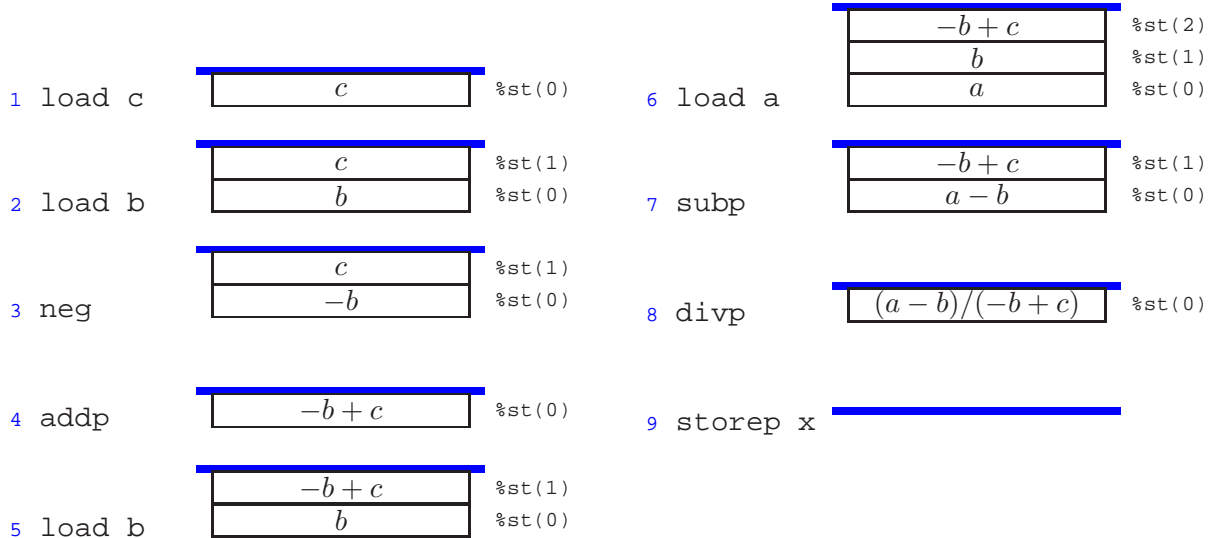 c %st(0)
1 load c
c %st(1)
b %st(0)
2 load b
c %st(1)
−b %st(0)
3 neg
−b + c %st(0)
4 addp
−b + c %st(1)
b %st(0)
5 load b
−b + c %st(2)
b %st(1)
a %st(0)
6 load a
−b + c %st(1)
a − b %st(0)
7 subp
(a − b)/(−b + c) %st(0)
8 divp
9 storep x